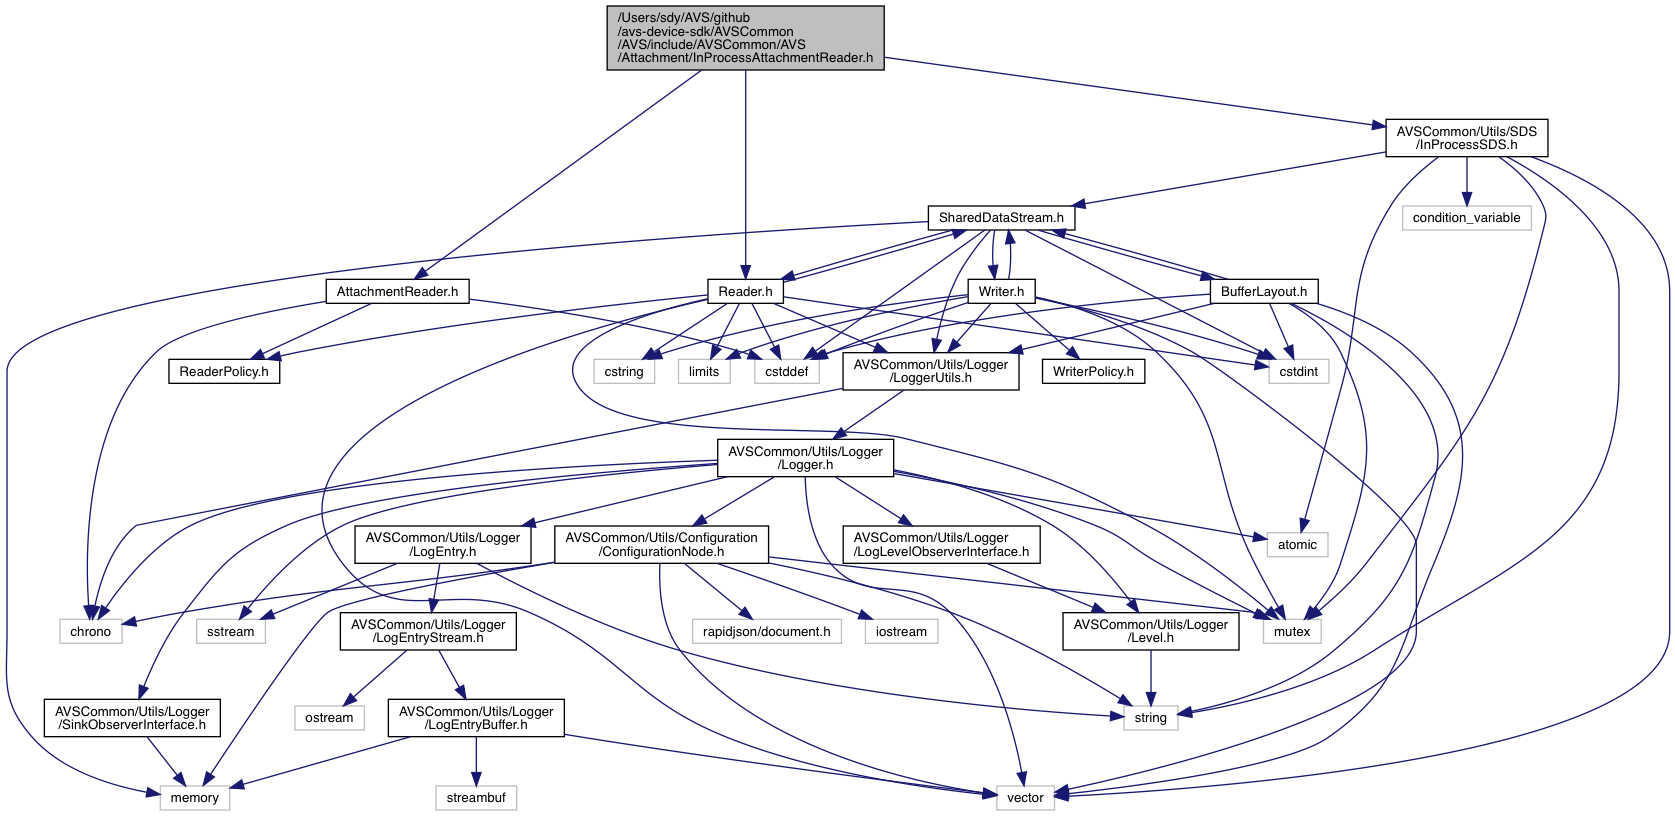 /Users/sdy/AVS/github
/avs-device-sdk/AVSCommon
/AVS/include/AVSCommon/AVS
/Attachment/InProcessAttachmentReader.h
AVSCommon/Utils/SDS
/InProcessSDS.h
SharedDataStream.h
condition_variable
AttachmentReader.h
Reader.h
Writer.h
BufferLayout.h
ReaderPolicy.h
cstring
limits
cstddef
AVSCommon/Utils/Logger
/LoggerUtils.h
WriterPolicy.h
cstdint
AVSCommon/Utils/Logger
/Logger.h
AVSCommon/Utils/Logger
/LogEntry.h
AVSCommon/Utils/Configuration
/ConfigurationNode.h
AVSCommon/Utils/Logger
/LogLevelObserverInterface.h
atomic
chrono
sstream
AVSCommon/Utils/Logger
/LogEntryStream.h
rapidjson/document.h
iostream
AVSCommon/Utils/Logger
/Level.h
mutex
AVSCommon/Utils/Logger
/SinkObserverInterface.h
ostream
AVSCommon/Utils/Logger
/LogEntryBuffer.h
string
memory
streambuf
vector